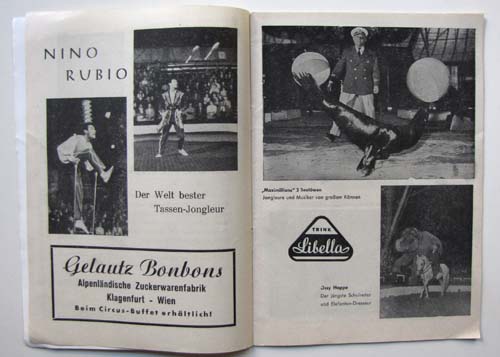 NINO
RUBIO
Der Welt bester
Tassen-Jongleur
Gelautz Bonbons
Alpenländische Zuckerwarenfabrik
Klagenfurt - Wien
Beim Circus-Buffet erhältlich!
„Maximilians" 3 Seelöwen
Jongleure und Musiker von großem Können
TRINK
Libella
Joxy Hoppe
Der jüngste Schulreiter
und Elefanten-Dresseur